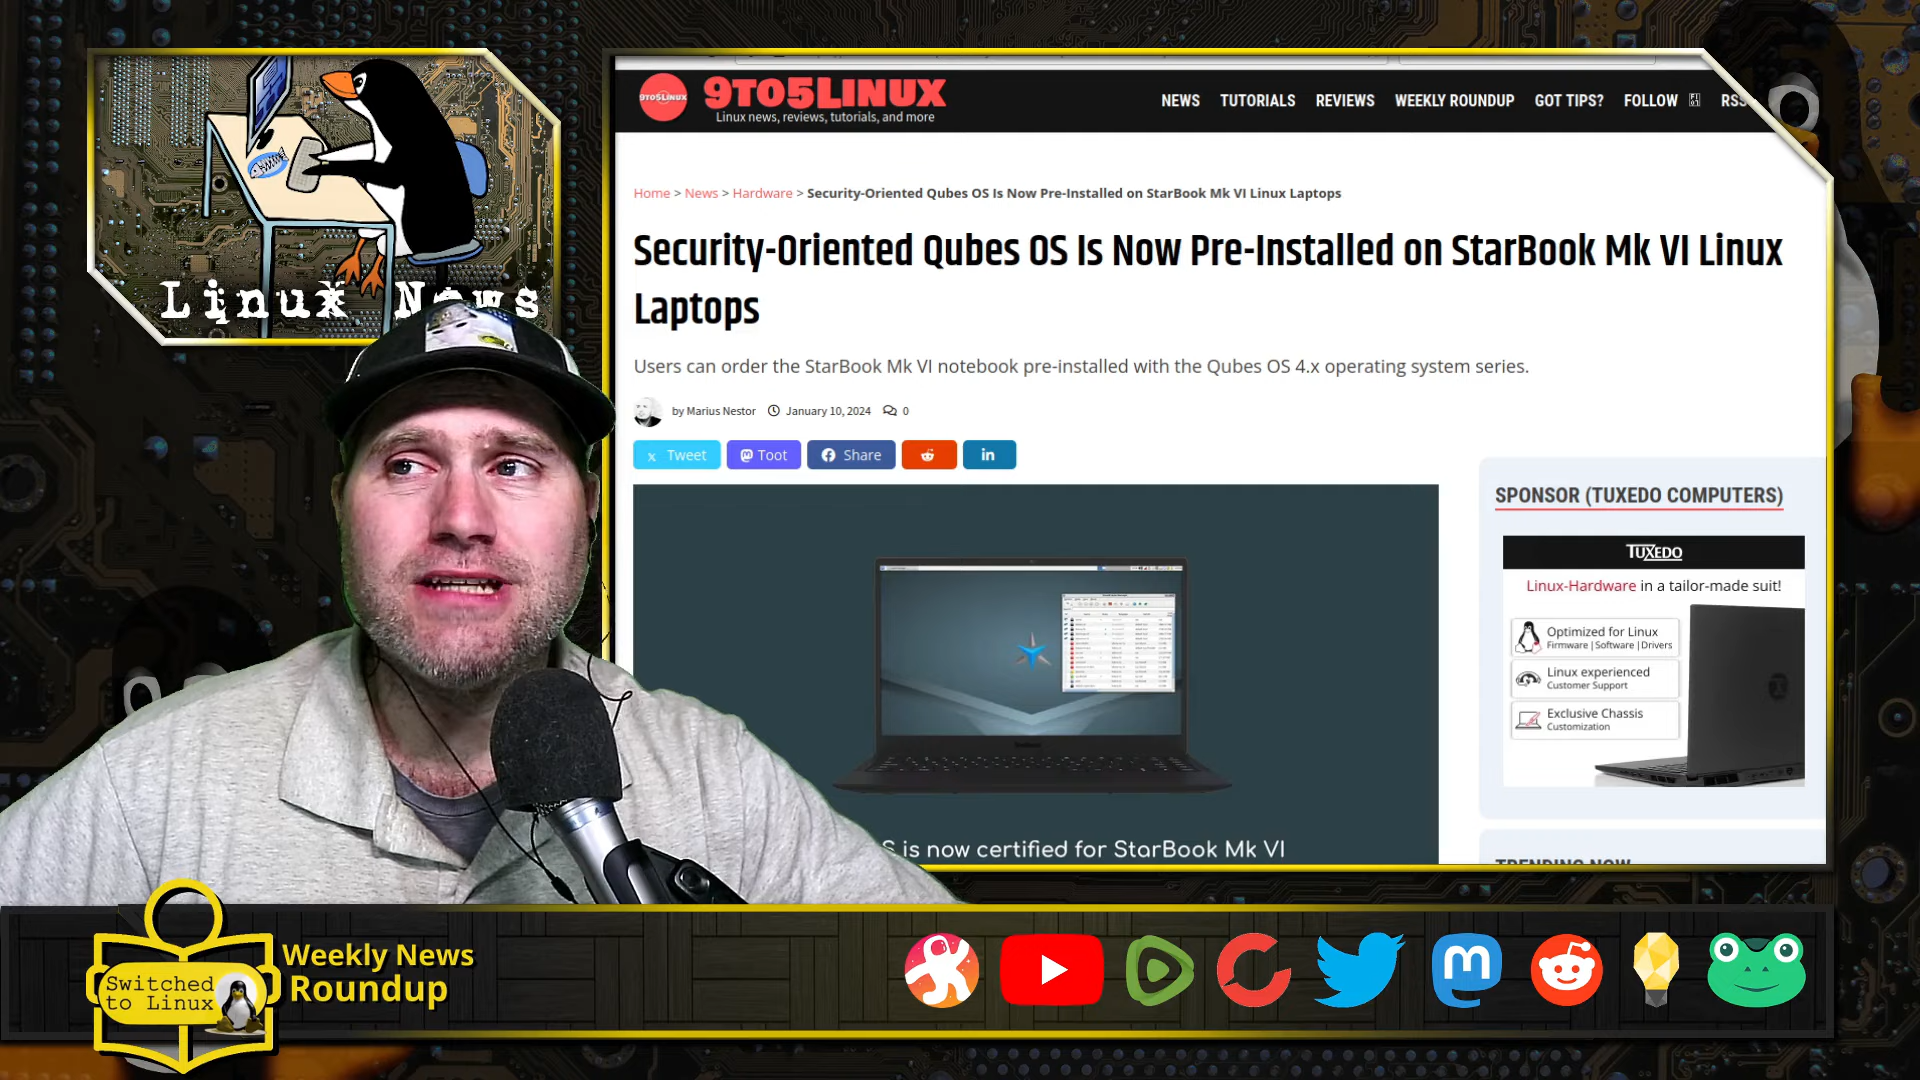 Linux News
9TO5LINUX
9TO5LINUX
Linux news, reviews, tutorials, and more
NEWS TUTORIALS REVIEWS WEEKLY ROUNDUP GOT TIPS? FOLLOW RSS
Home > News > Hardware > Security-Oriented Qubes OS Is Now Pre-Installed on StarBook Mk VI Linux Laptops
Security-Oriented Qubes OS Is Now Pre-Installed on StarBook Mk VI Linux
Laptops
Users can order the StarBook Mk VI notebook pre-installed with the Qubes OS 4.x operating system series.
by Marius Nestor January 10, 2024 0
Tweet Toot Share in
SPONSOR (TUXEDO COMPUTERS)
TUXEDO
Linux-Hardware in a tailor-made suit!
Optimized for Linux
Firmware | Software | Drivers
Linux experienced
Customer Support
Exclusive Chassis
Customization
S is now certified for StarBook Mk VI
TRENDING NOW
Switched
to Linux
Weekly News
Roundup